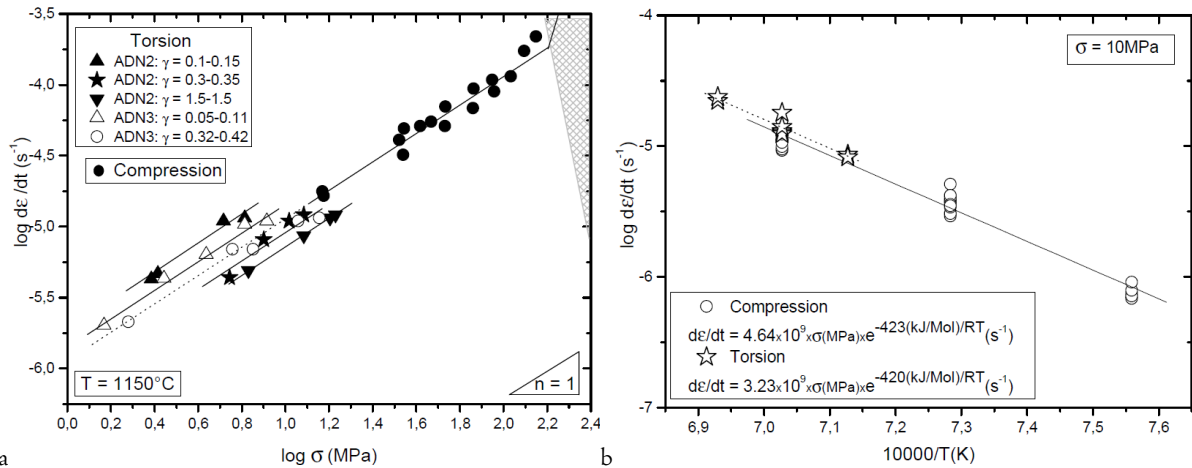 -3,5
-4,0
-4,5
-5,0
-5,5
-6,0
log dε/dt (s-1)
Torsion
ADN2: γ = 0.1-0.15
ADN2: γ = 0.3-0.35
ADN2: γ = 1.5-1.5
ADN3: γ = 0.05-0.11
ADN3: γ = 0.32-0.42
Compression
T = 1150°C
n = 1
0,0 0,2 0,4 0,6 0,8 1,0 1,2 1,4 1,6 1,8 2,0 2,2 2,4
log σ (MPa)
a
-4
-5
-6
-7
log dε/dt (s-1)
σ = 10MPa
Compression
dε/dt = 4.64x10^9xσ(MPa)xe^-423(kJ/Mol)/RT(s-1)
Torsion
dε/dt = 3.23x10^9xσ(MPa)xe^-420(kJ/Mol)/RT(s-1)
6,9 7,0 7,1 7,2 7,3 7,4 7,5 7,6
10000/T(K)
b